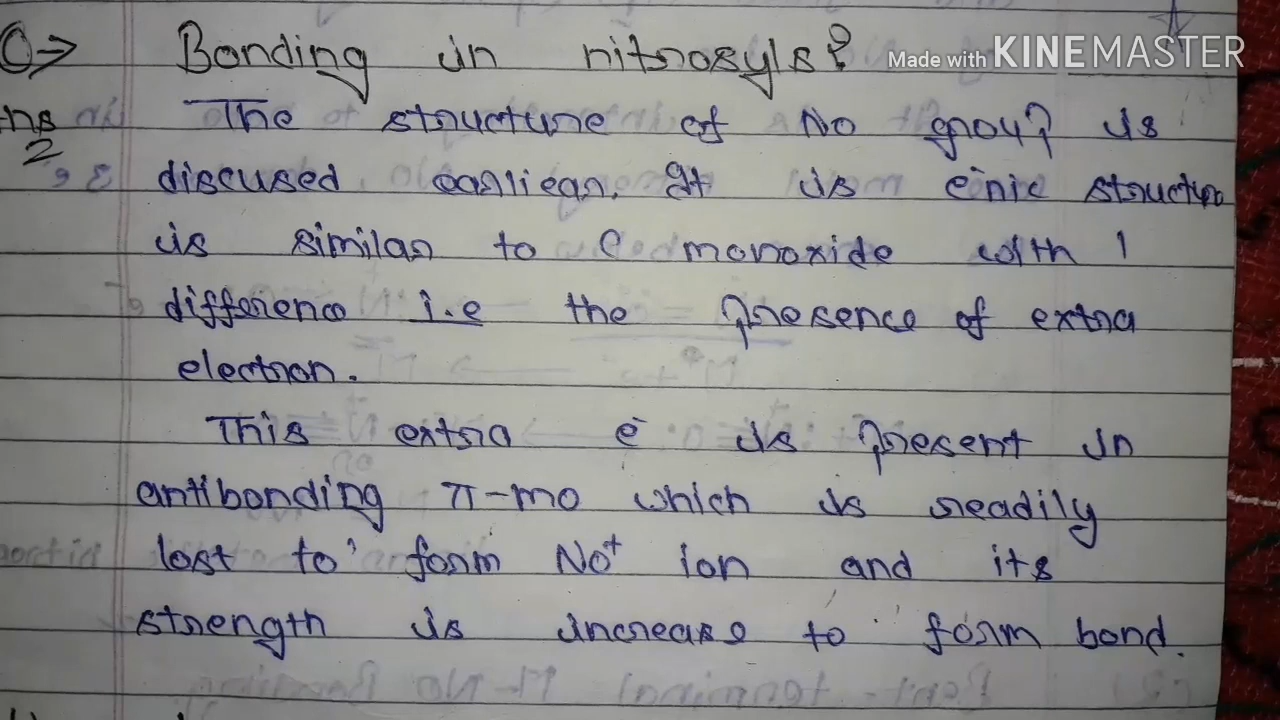 Q⇒ Bonding in nitrosyls?
Made with KINEMASTER
Ans The structure of No group is
2 discused earliear. It is e⁻nic structure
is similar to C monoxide with 1
difference i.e the presence of extra
electron.
This extra e⁻ is present in
antibonding π-mo which is readily
lost to form No⁺ ion and its
strength is increase to form bond.